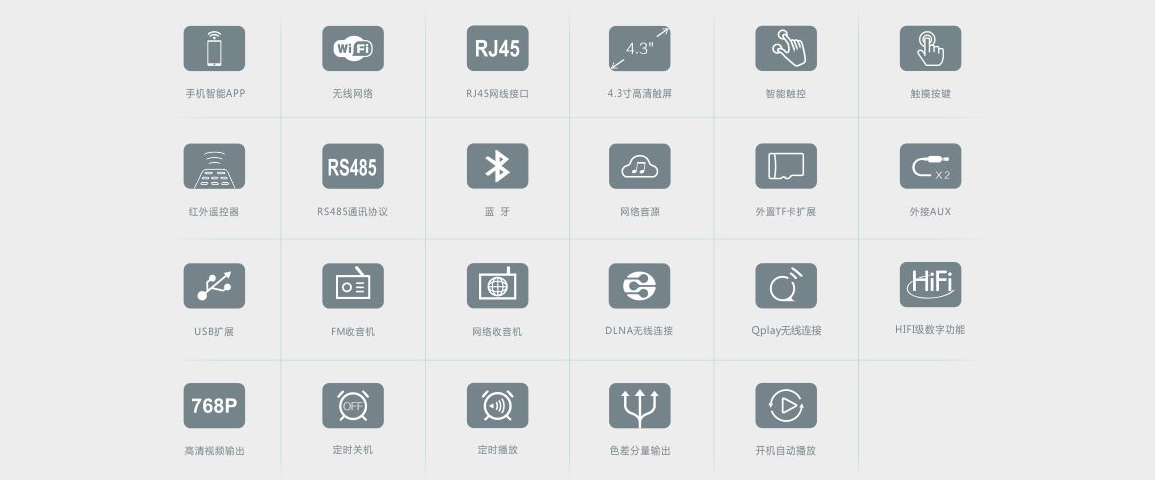 WiFi
RJ45
4.3"
手机智能APP
无线网络
RJ45网线接口
4.3寸高清触屏
智能触控
触摸按键
RS485
X2
红外遥控器
RS485通讯协议
蓝 牙
网络音源
外置TF卡扩展
外接AUX
HiFi
USB扩展
FM收音机
网络收音机
DLNA无线连接
Qplay无线连接
HIFI级数字功能
768P
OFF
高清视频输出
定时关机
定时播放
色差分量输出
开机自动播放